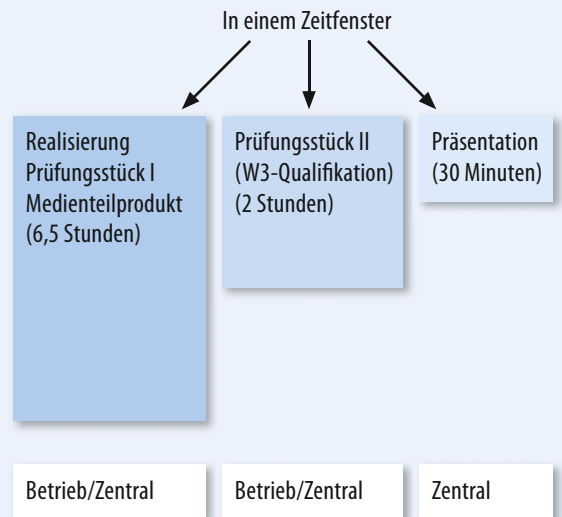 In einem Zeitfenster
Realisierung
Prüfungsstück I
Medienteilprodukt
(6,5 Stunden)
Prüfungsstück II
(W3-Qualifikation)
(2 Stunden)
Präsentation
(30 Minuten)
Betrieb/Zentral
Betrieb/Zentral
Zentral